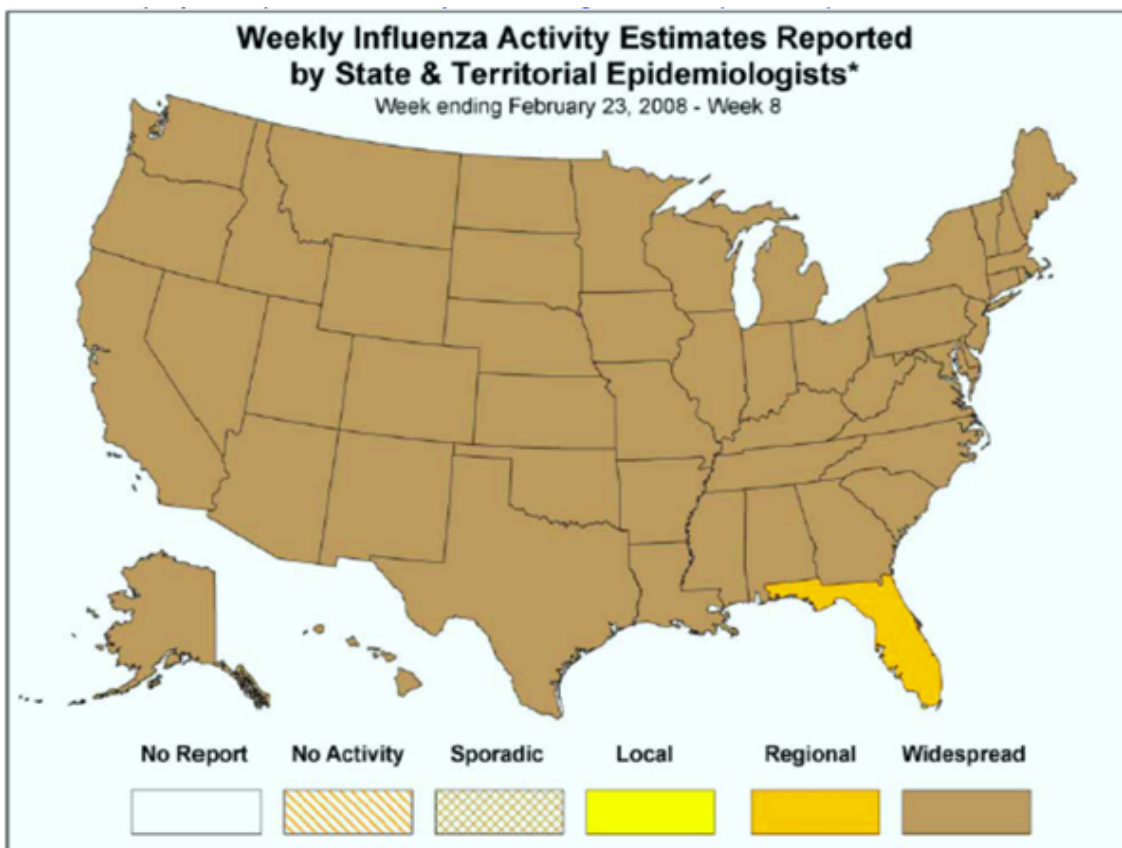 Weekly Influenza Activity Estimates Reported
by State & Territorial Epidemiologists*
Week ending February 23, 2008 - Week 8
No Report No Activity Sporadic Local Regional Widespread